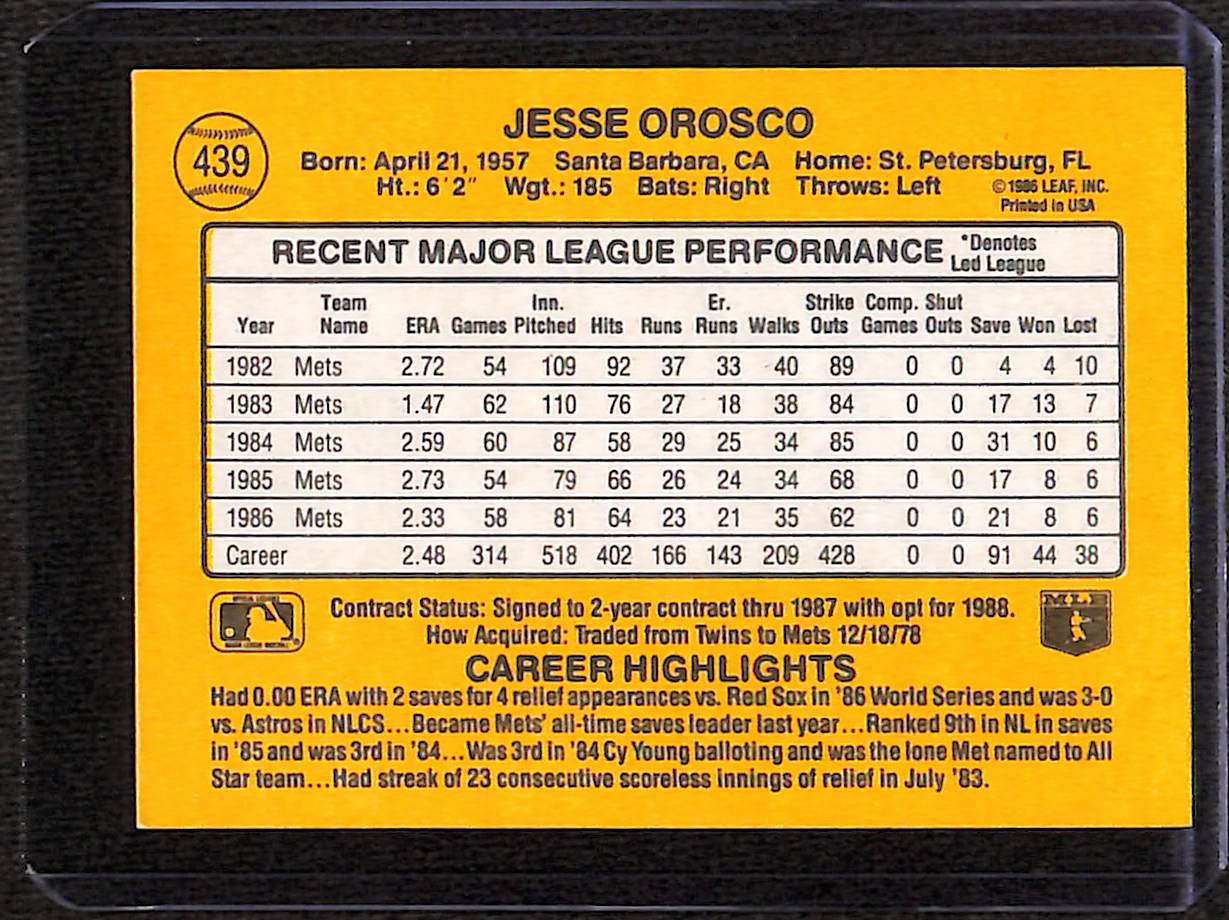 439
JESSE OROSCO
Born: April 21, 1957 Santa Barbara, CA Home: St. Petersburg, FL
Ht.: 6'2" Wgt.: 185 Bats: Right Throws: Left
©1986 LEAF, INC.
Printed in USA
RECENT MAJOR LEAGUE PERFORMANCE *Denotes Led League
Year Team Name ERA Games Inn. Pitched Hits Runs Er. Runs Walks Strike Outs Comp. Games Shut Outs Save Won Lost
1982 Mets 2.72 54 109 92 37 33 40 89 0 0 4 4 10
1983 Mets 1.47 62 110 76 27 18 38 84 0 0 17 13 7
1984 Mets 2.59 60 87 58 29 25 34 85 0 0 31 10 6
1985 Mets 2.73 54 79 66 26 24 34 68 0 0 17 8 6
1986 Mets 2.33 58 81 64 23 21 35 62 0 0 21 8 6
Career 2.48 314 518 402 166 143 209 428 0 0 91 44 38
Contract Status: Signed to 2-year contract thru 1987 with opt for 1988.
How Acquired: Traded from Twins to Mets 12/18/78
MLB
CAREER HIGHLIGHTS
Had 0.00 ERA with 2 saves for 4 relief appearances vs. Red Sox in '86 World Series and was 3-0
vs. Astros in NLCS...Became Mets' all-time saves leader last year...Ranked 9th in NL in saves
in '85 and was 3rd in '84...Was 3rd in '84 Cy Young balloting and was the lone Met named to All
Star team...Had streak of 23 consecutive scoreless innings of relief in July '83.